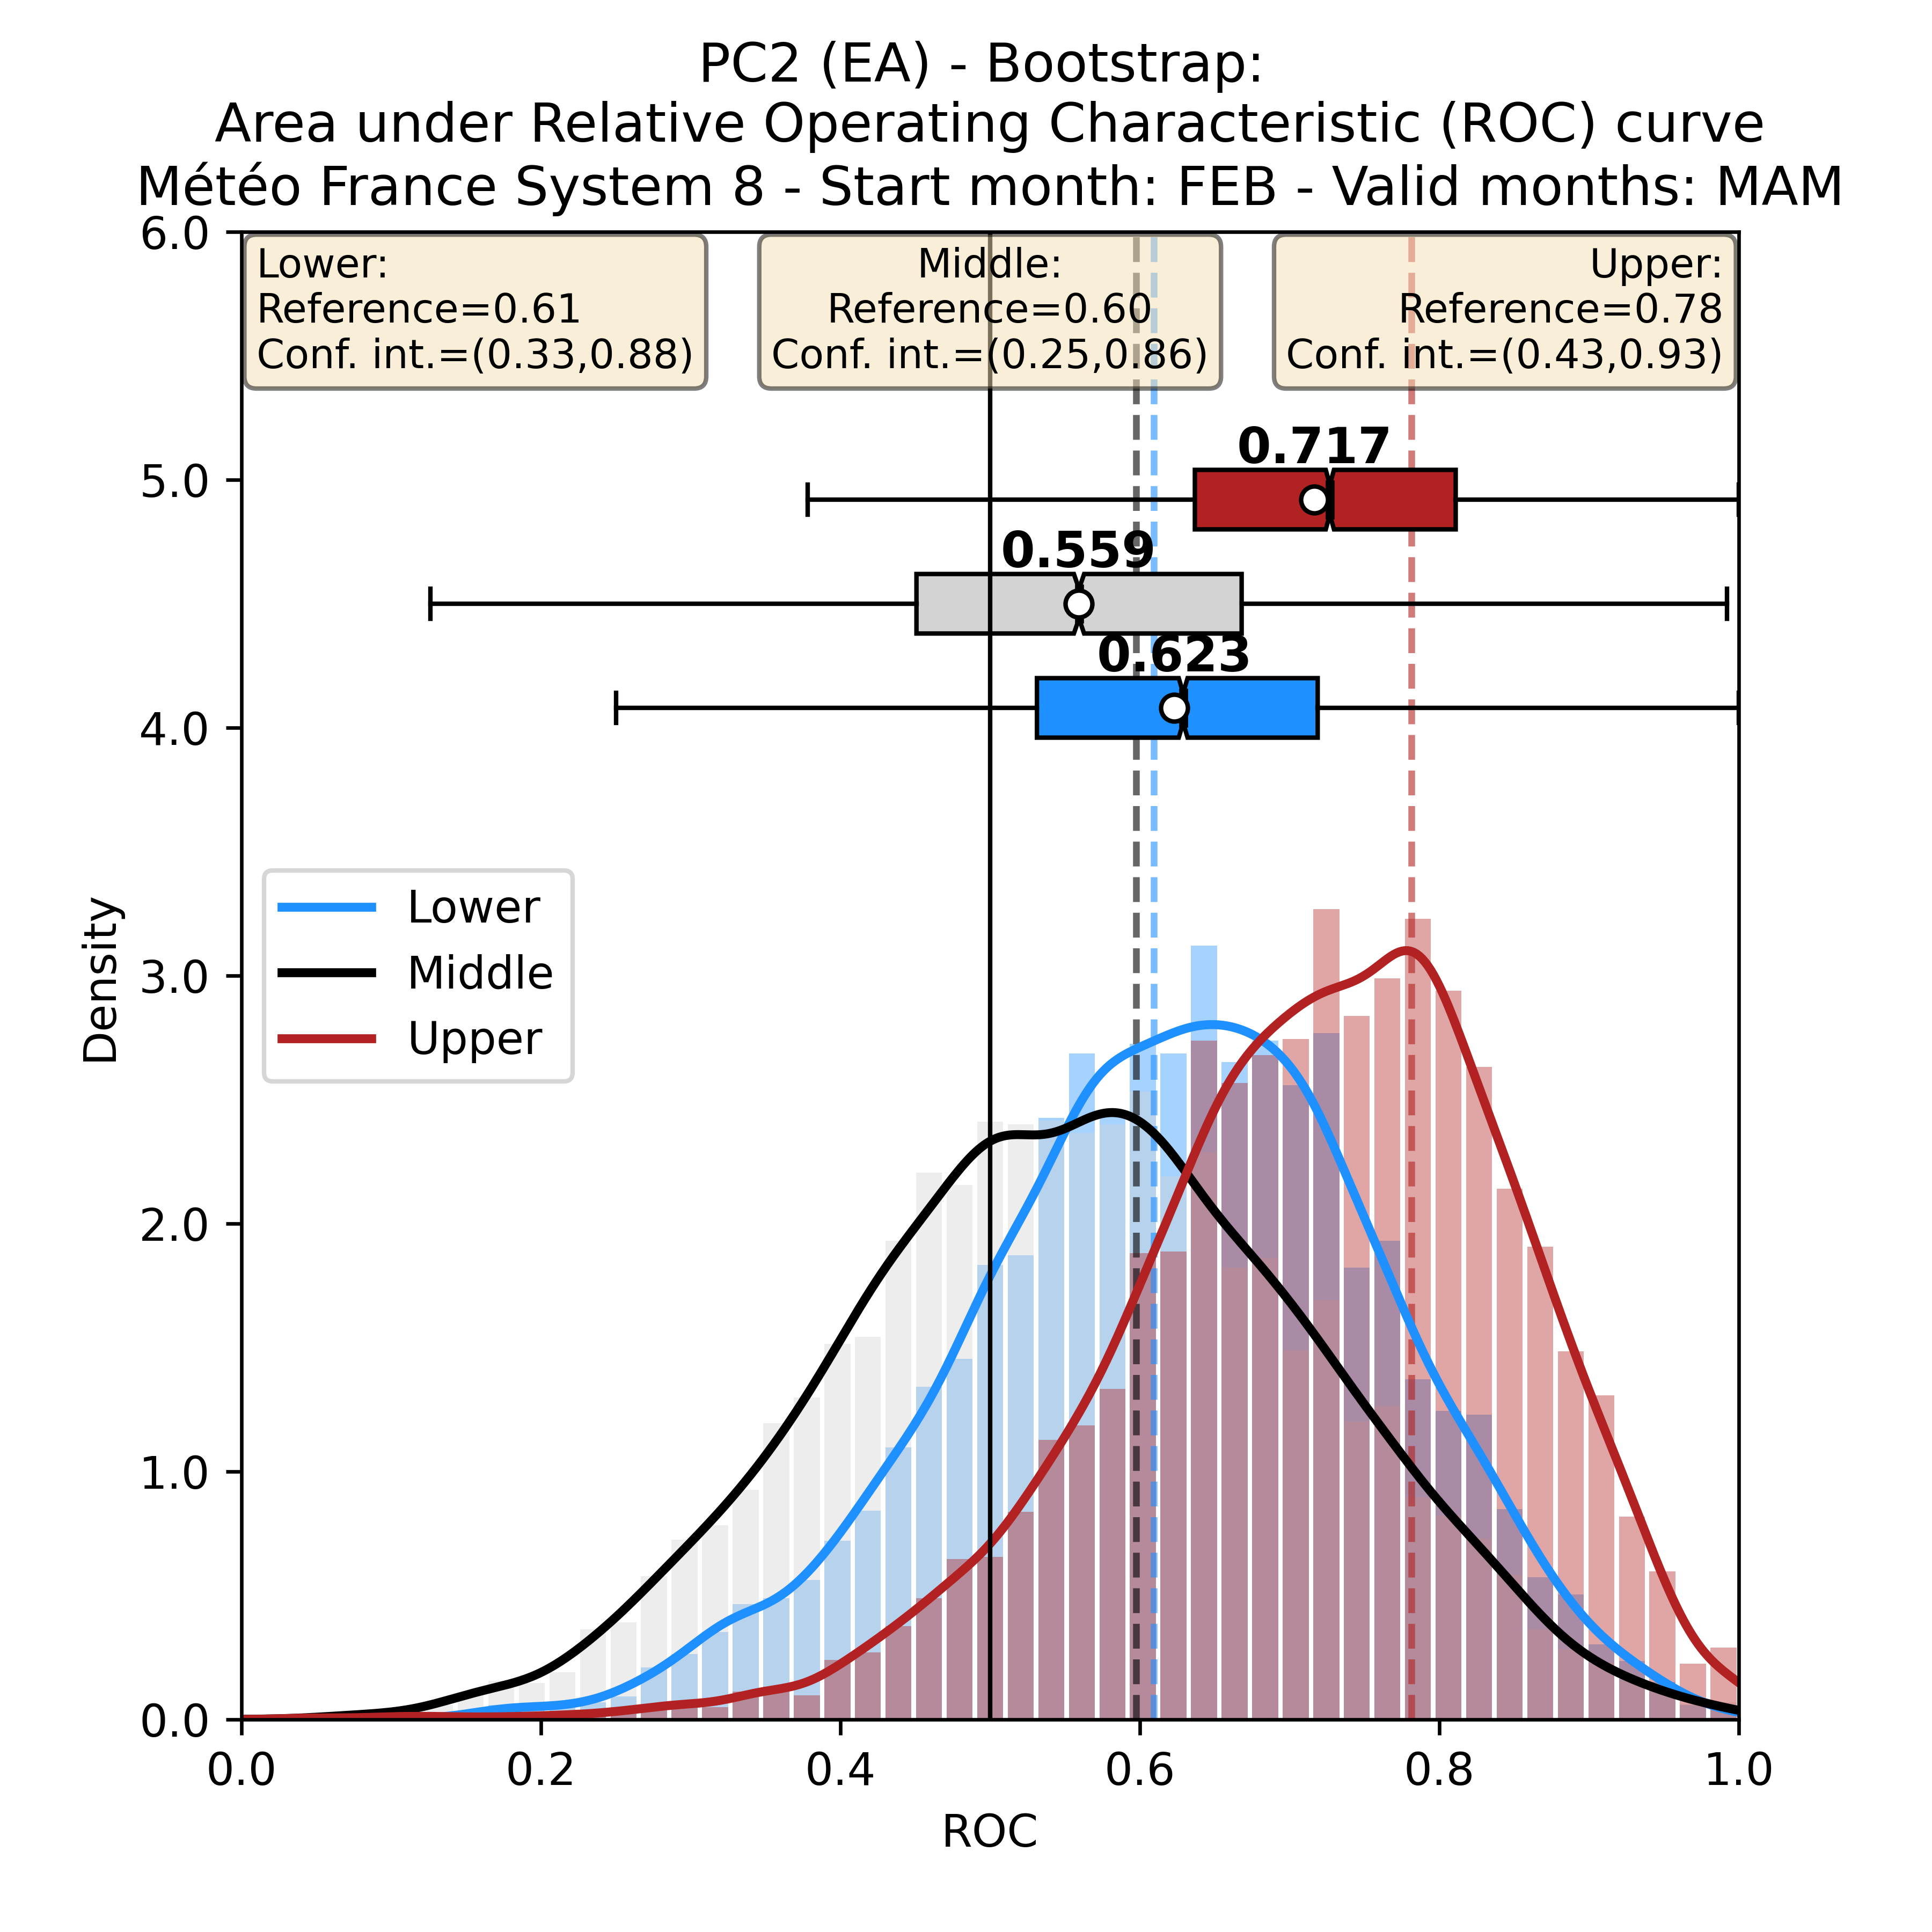 PC2 (EA) - Bootstrap:
Area under Relative Operating Characteristic (ROC) curve
Météo France System 8 - Start month: FEB - Valid months: MAM
Lower:
Reference=0.61
Conf. int.=(0.33,0.88)
Middle:
Reference=0.60
Conf. int.=(0.25,0.86)
Upper:
Reference=0.78
Conf. int.=(0.43,0.93)
0.717
0.559
0.623
Lower
Middle
Upper
Density
6.0
5.0
4.0
3.0
2.0
1.0
0.0
0.0 0.2 0.4 0.6 0.8 1.0
ROC